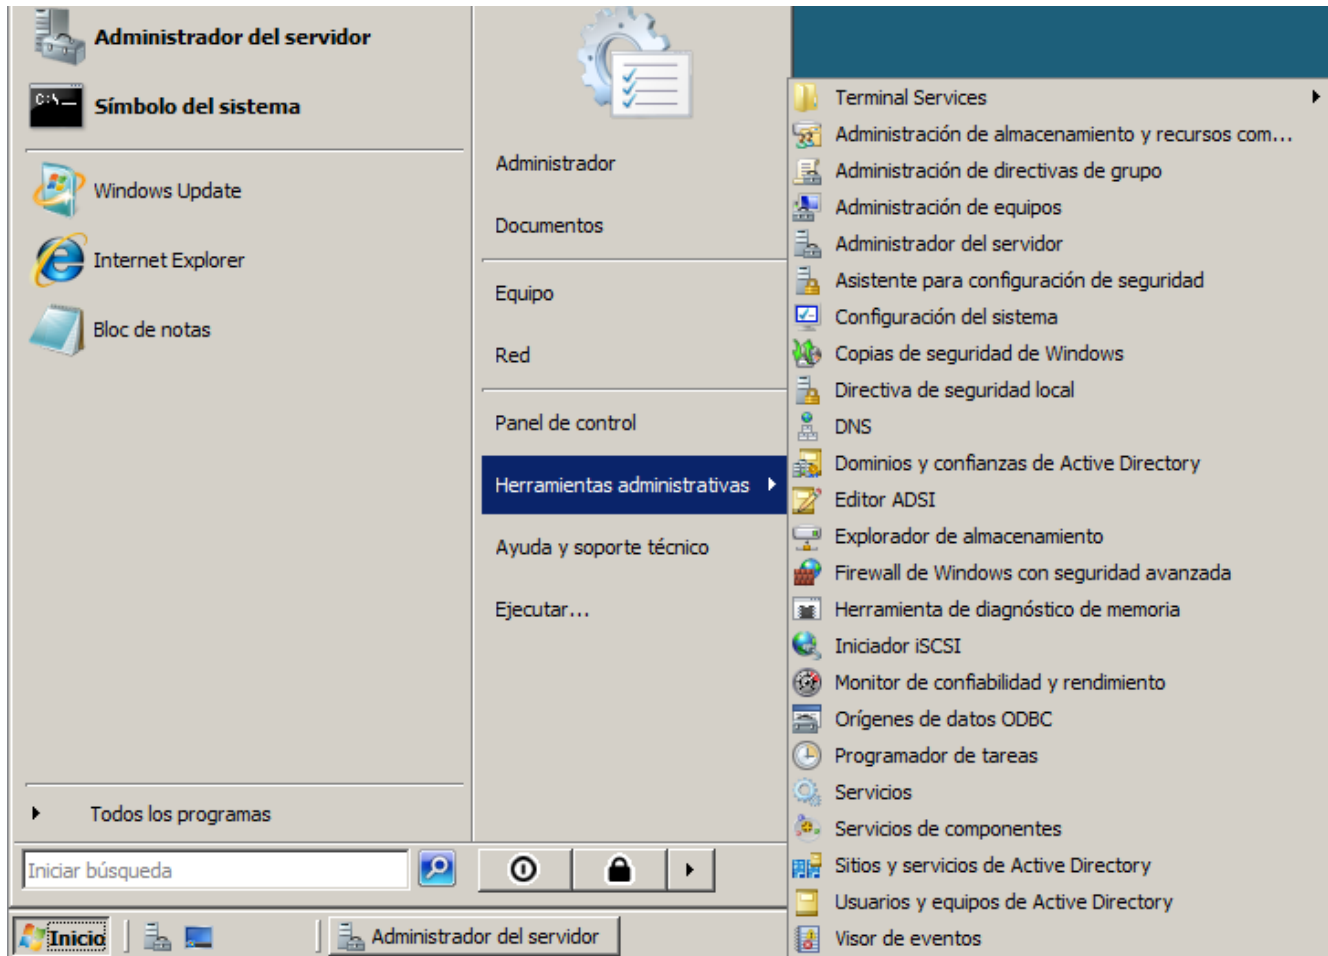 Administrador del servidor
Símbolo del sistema
Windows Update
Internet Explorer
Bloc de notas
Todos los programas
Iniciar búsqueda
Administrador
Documentos
Equipo
Red
Panel de control
Herramientas administrativas
Ayuda y soporte técnico
Ejecutar...
Terminal Services
Administración de almacenamiento y recursos com...
Administración de directivas de grupo
Administración de equipos
Administrador del servidor
Asistente para configuración de seguridad
Configuración del sistema
Copias de seguridad de Windows
Directiva de seguridad local
DNS
Dominios y confianzas de Active Directory
Editor ADSI
Explorador de almacenamiento
Firewall de Windows con seguridad avanzada
Herramienta de diagnóstico de memoria
Iniciador iSCSI
Monitor de confiabilidad y rendimiento
Orígenes de datos ODBC
Programador de tareas
Servicios
Servicios de componentes
Sitios y servicios de Active Directory
Usuarios y equipos de Active Directory
Visor de eventos
Inicio
Administrador del servidor